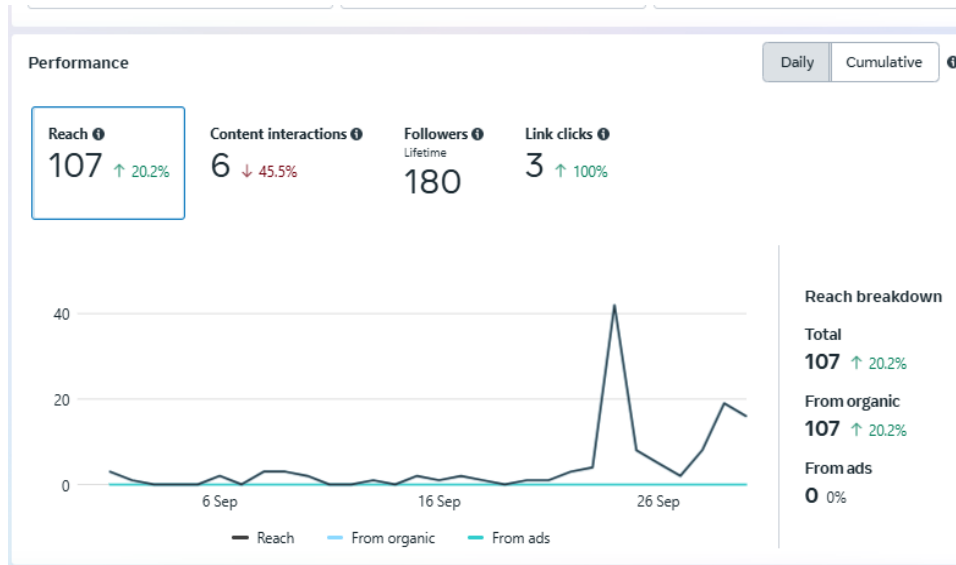 Performance
Daily Cumulative
Reach Content interactions Followers Link clicks
Lifetime
107 ↑ 20.2% 6 ↓ 45.5% 180 3 ↑ 100%
40
20
0
6 Sep 16 Sep 26 Sep
Reach From organic From ads
Reach breakdown
Total
107 ↑ 20.2%
From organic
107 ↑ 20.2%
From ads
0 0%